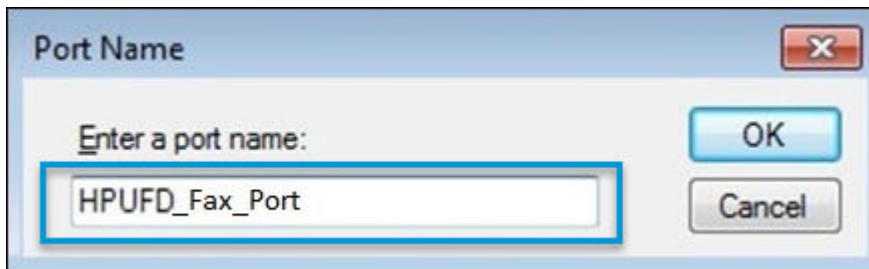 Port Name
Enter a port name:
OK
HPUFD_Fax_Port
Cancel